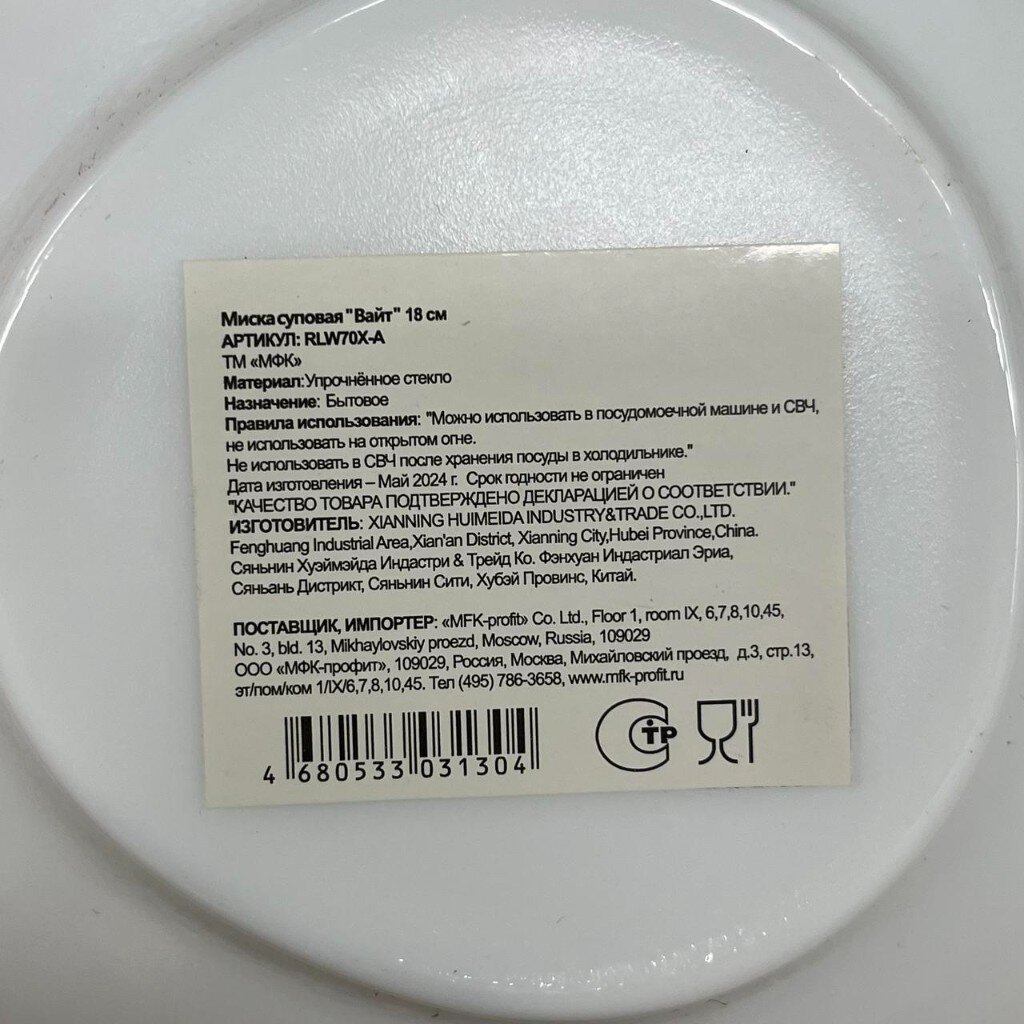 Миска суповая "Вайт" 18 см
АРТИКУЛ: RLW70X-A
ТМ «МФК»
Материал:Упрочнённое стекло
Назначение: Бытовое
Правила использования: "Можно использовать в посудомоечной машине и СВЧ,
не использовать на открытом огне.
Не использовать в СВЧ после хранения посуды в холодильнике."
Дата изготовления – Май 2024 г. Срок годности не ограничен
"КАЧЕСТВО ТОВАРА ПОДТВЕРЖДЕНО ДЕКЛАРАЦИЕЙ О СООТВЕТСТВИИ."
ИЗГОТОВИТЕЛЬ: XIANNING HUIMEIDA INDUSTRY&TRADE CO.,LTD.
Fenghuang Industrial Area,Xian'an District, Xianning City,Hubei Province,China.
Сяньнин Хуэймэйда Индастри & Трейд Ко. Фэнхуан Индастриал Эриа,
Сяньань Дистрикт, Сяньнин Сити, Хубэй Провинс, Китай.
ПОСТАВЩИК, ИМПОРТЕР: «MFK-profit» Co. Ltd., Floor 1, room IX, 6,7,8,10,45,
No. 3, bld. 13, Mikhaylovskiy proezd, Moscow, Russia, 109029
ООО «МФК-профит», 109029, Россия, Москва, Михайловский проезд, д.3, стр.13,
эт/пом/ком 1/IX/6,7,8,10,45. Тел (495) 786-3658, www.mfk-profit.ru
4 680533 031304
СТР